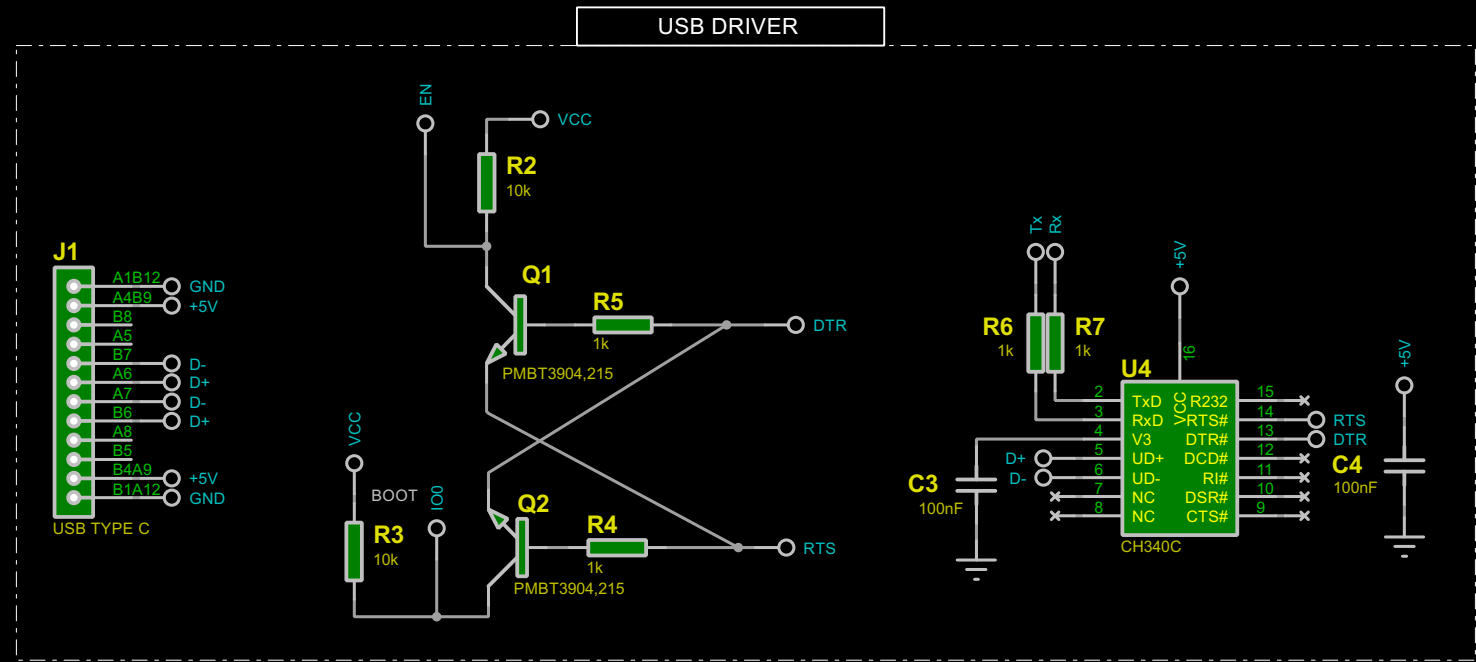 USB DRIVER
EN
VCC
R2
10k
J1
A1B12
GND
A4B9
+5V
B8
A5
B7
D-
A6
D+
A7
D-
B6
D+
A8
B5
B4A9
+5V
B1A12
GND
USB TYPE C
Q1
PMBT3904,215
R5
1k
DTR
VCC
BOOT
IO0
R3
10k
Q2
PMBT3904,215
R4
1k
RTS
Tx
Rx
R6
1k
R7
1k
+5V
16
U4
2
TxD
VCC
R232
15
3
RxD
RTS#
14
RTS
4
V3
DTR#
13
DTR
D+
5
UD+
DCD#
12
D-
6
UD-
RI#
11
7
NC
DSR#
10
8
NC
CTS#
9
CH340C
C3
100nF
+5V
C4
100nF